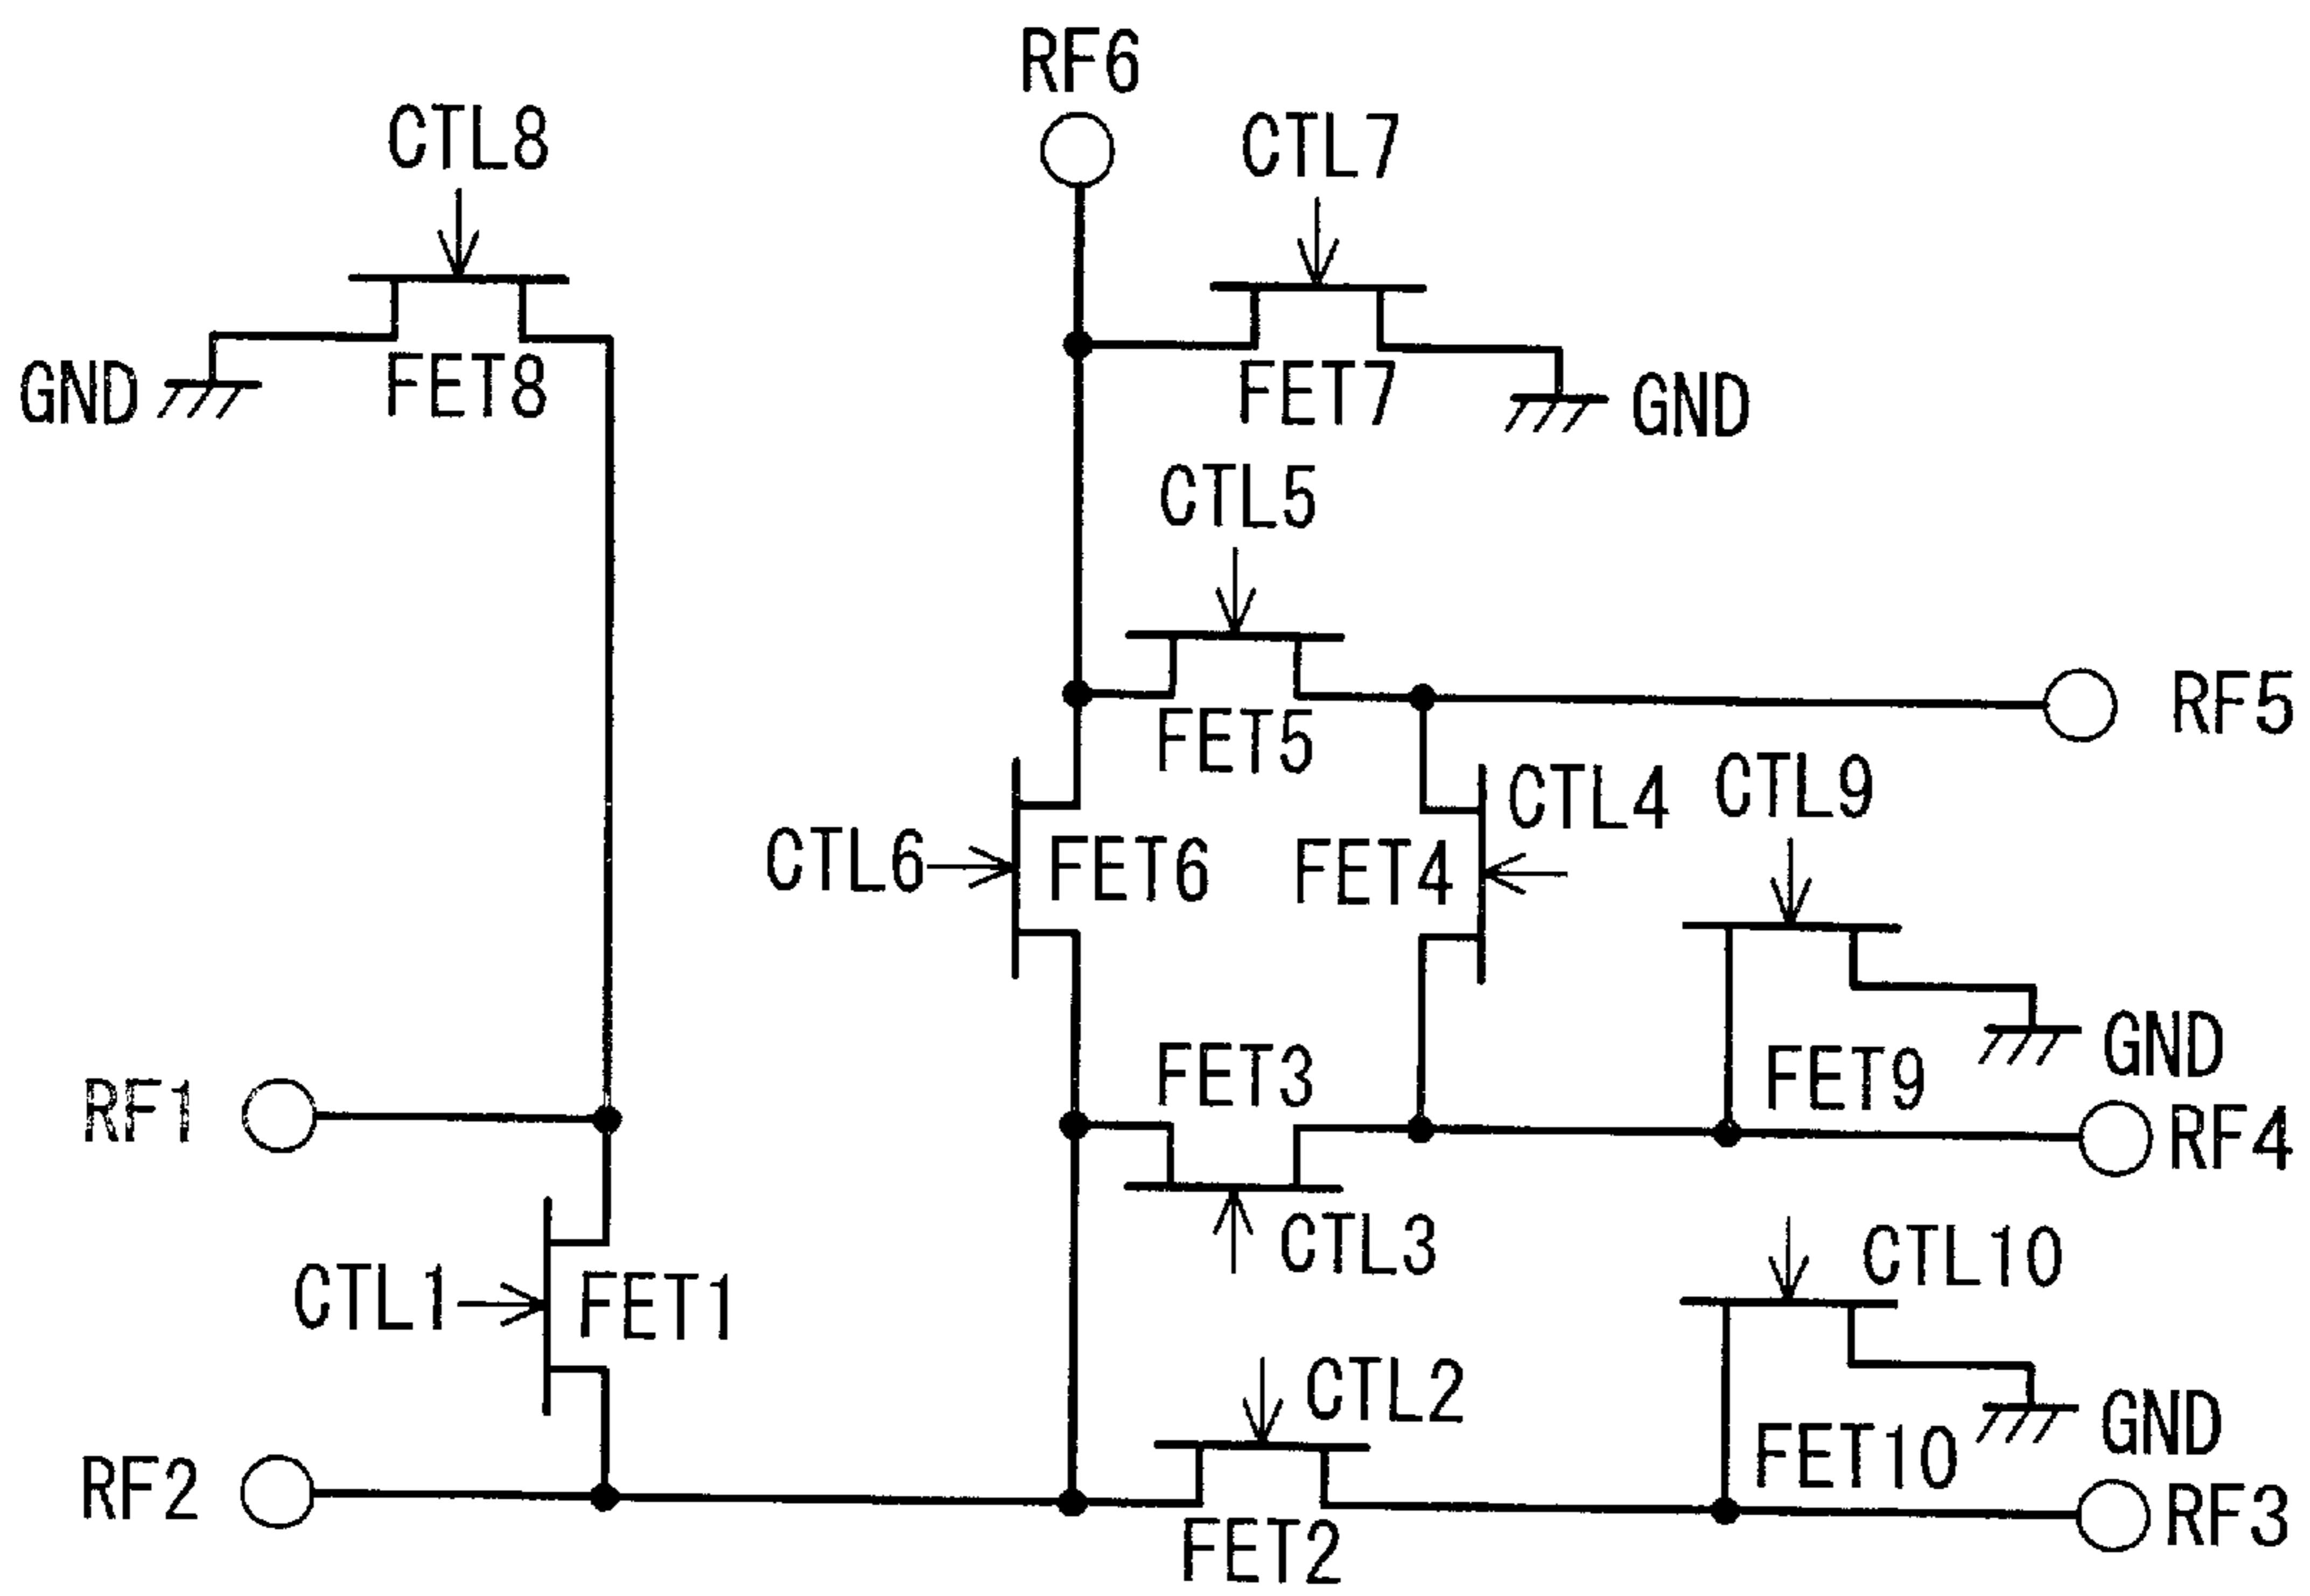 RF6
CTL8
CTL7
GND
FET8
FET7
GND
CTL5
RF5
FET5
CTL4
CTL9
CTL6
FET6
FET4
GND
FET3
FET9
RF1
RF4
CTL3
CTL10
CTL1
FET1
CTL2
GND
FET10
RF2
RF3
FET2